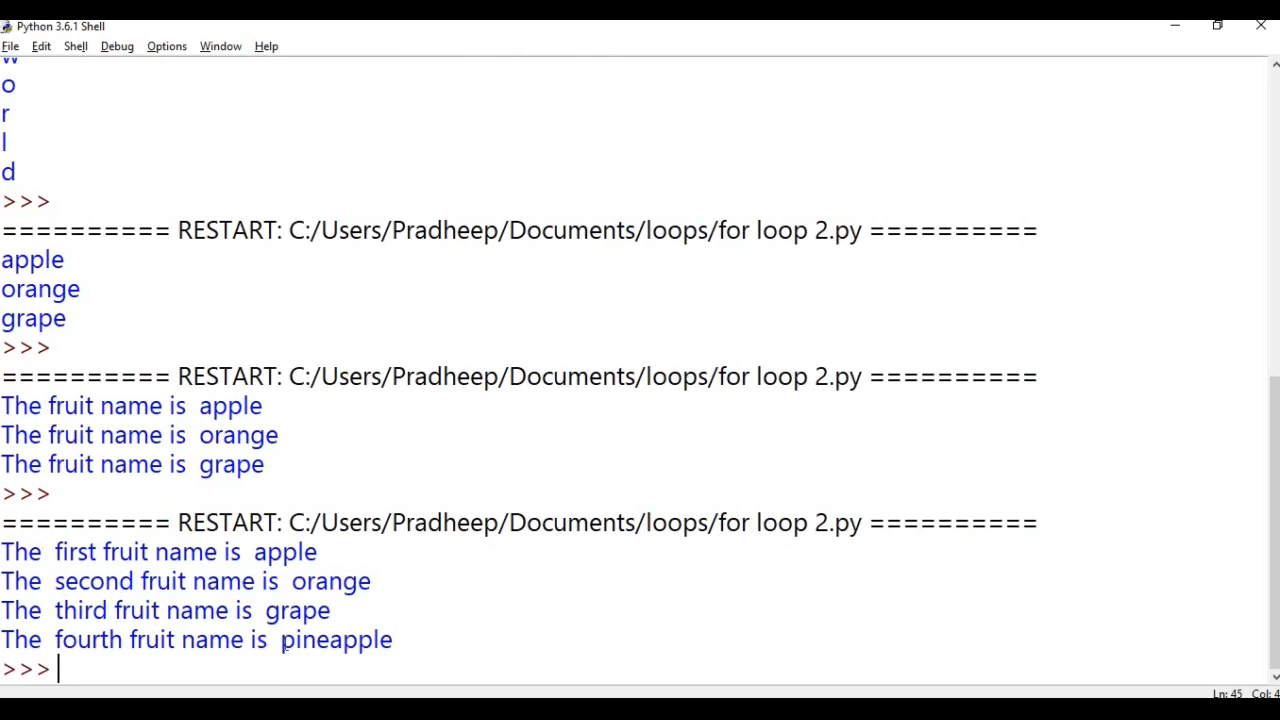 Python 3.6.1 Shell
File Edit Shell Debug Options Window Help
w
o
r
l
d
>>>
========== RESTART: C:/Users/Pradheep/Documents/loops/for loop 2.py ==========
apple
orange
grape
>>>
========== RESTART: C:/Users/Pradheep/Documents/loops/for loop 2.py ==========
The fruit name is  apple
The fruit name is  orange
The fruit name is  grape
>>>
========== RESTART: C:/Users/Pradheep/Documents/loops/for loop 2.py ==========
The  first fruit name is  apple
The  second fruit name is  orange
The  third fruit name is  grape
The  fourth fruit name is  pineapple
>>>
Ln: 45 Col: 4